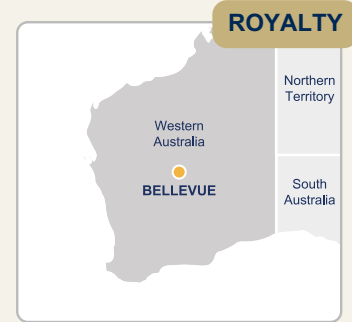 ROYALTY
Northern
Territory
Western
Australia
BELLEVUE
South
Australia